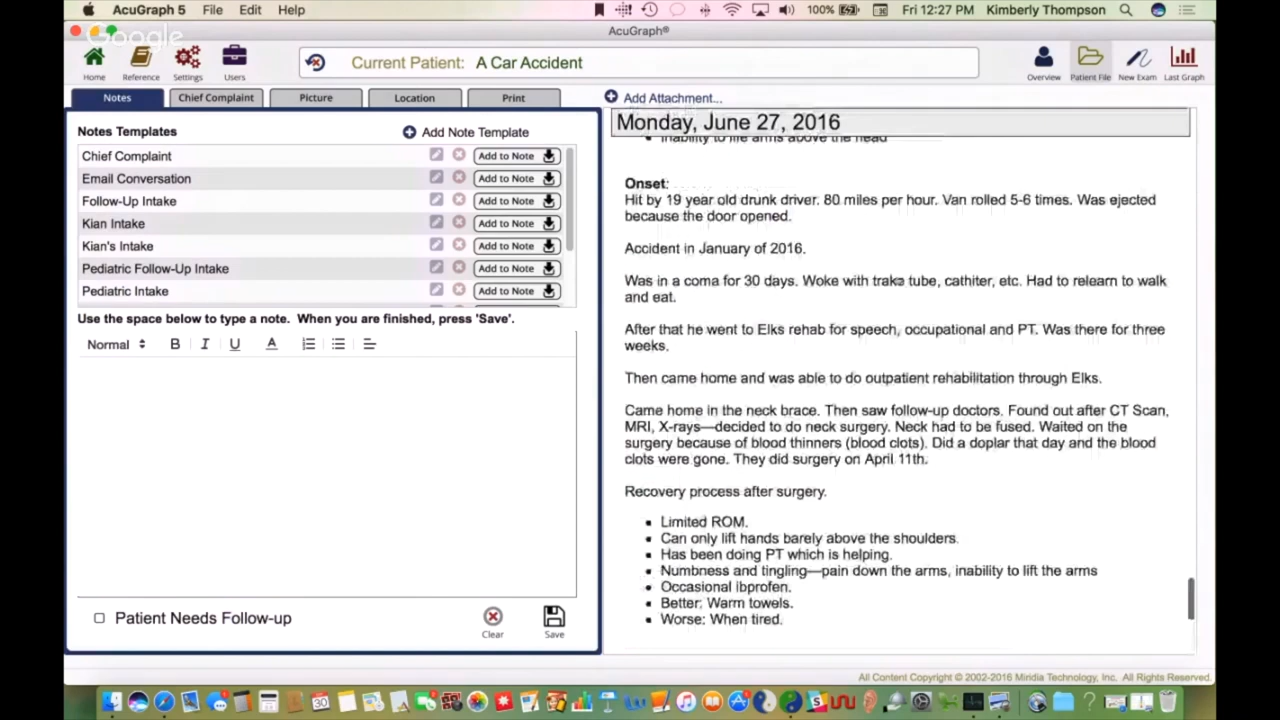 AcuGraph 5 File Edit Help
100% Fri 12:27 PM Kimberly Thompson
Google
AcuGraph®
Home Reference Settings Users
Current Patient: A Car Accident
Overview Patient File New Exam Last Graph
Notes Chief Complaint Picture Location Print
Notes Templates Add Note Template
Chief Complaint Add to Note
Email Conversation Add to Note
Follow-Up Intake Add to Note
Kian Intake Add to Note
Kian's Intake Add to Note
Pediatric Follow-Up Intake Add to Note
Pediatric Intake Add to Note
Use the space below to type a note. When you are finished, press 'Save'.
Normal B I U A
Patient Needs Follow-up
Clear Save
Add Attachment...
Monday, June 27, 2016
Inability to life arms above the head
Onset:
Hit by 19 year old drunk driver. 80 miles per hour. Van rolled 5-6 times. Was ejected
because the door opened.
Accident in January of 2016.
Was in a coma for 30 days. Woke with traka tube, cathiter, etc. Had to relearn to walk
and eat.
After that he went to Elks rehab for speech, occupational and PT. Was there for three
weeks.
Then came home and was able to do outpatient rehabilitation through Elks.
Came home in the neck brace. Then saw follow-up doctors. Found out after CT Scan,
MRI, X-rays—decided to do neck surgery. Neck had to be fused. Waited on the
surgery because of blood thinners (blood clots). Did a doplar that day and the blood
clots were gone. They did surgery on April 11th.
Recovery process after surgery.
Limited ROM.
Can only lift hands barely above the shoulders.
Has been doing PT which is helping.
Numbness and tingling—pain down the arms, inability to lift the arms
Occasional ibprofen.
Better: Warm towels.
Worse: When tired.
All Content Copyright © 2002-2016 Miridia Technology, Inc. All Rights Reserved.
30